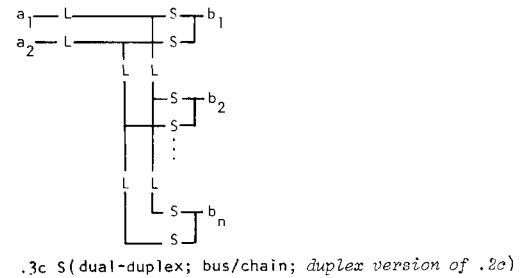 a1 L S b1
a2 L S
L L
S b2
S
L L
S bn
S
.3c S(dual-duplex; bus/chain; duplex version of .2c)